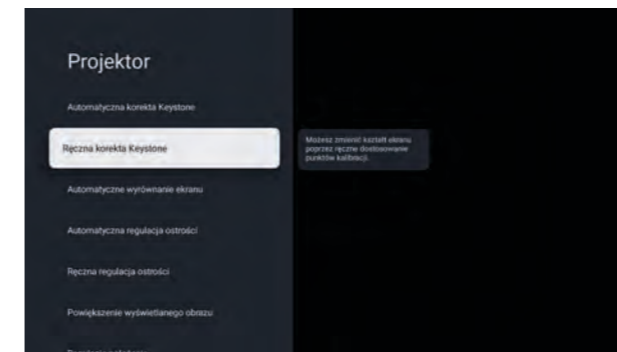 Projektor
Automatyczna korekta Keystone
Ręczna korekta Keystone
Możesz zmienić kształt ekranu
poprzez ręczne dostosowanie
punktów kalibracji.
Automatyczne wyrównanie ekranu
Automatyczna regulacja ostrości
Ręczna regulacja ostrości
Powiększenie wyświetlanego obrazu